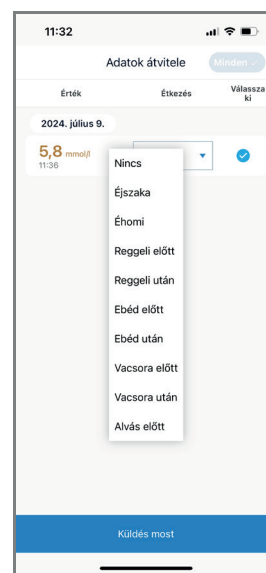 11:32
Adatok átvitele
Minden
Érték Étkezés Válassza
ki
2024. július 9.
5,8 mmol/l
11:36
Nincs
Éjszaka
Éhomi
Reggeli előtt
Reggeli után
Ebéd előtt
Ebéd után
Vacsora előtt
Vacsora után
Alvás előtt
Küldés most